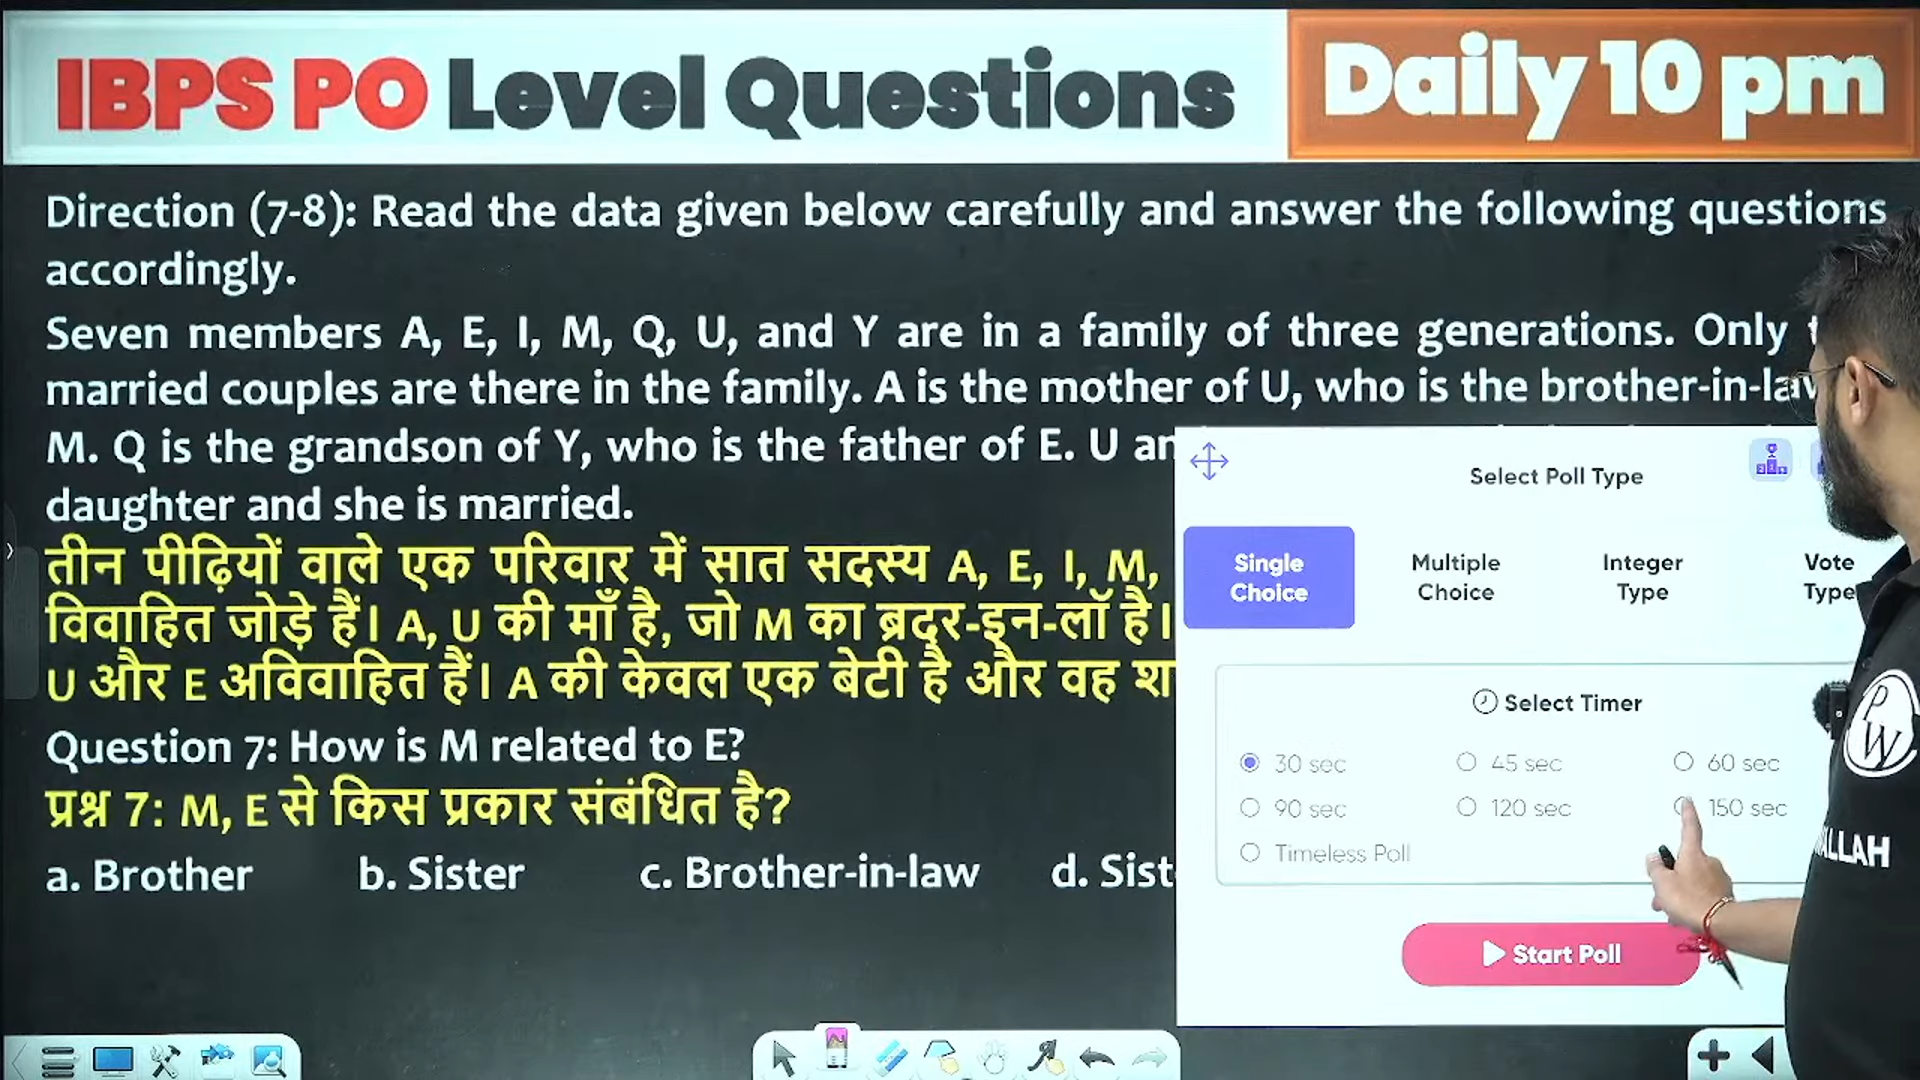 IBPS PO Level Questions
Daily 10 pm
Direction (7-8): Read the data given below carefully and answer the following questions
accordingly.
Seven members A, E, I, M, Q, U, and Y are in a family of three generations. Only
married couples are there in the family. A is the mother of U, who is the brother-in-law
M. Q is the grandson of Y, who is the father of E. U an
daughter and she is married.
तीन पीढ़ियों वाले एक परिवार में सात सदस्य A, E, I, M,
विवाहित जोड़े हैं। A, U की माँ है, जो M का ब्रदर-इन-लॉ है।
U और E अविवाहित हैं। A की केवल एक बेटी है और वह श
Question 7: How is M related to E?
प्रश्न 7: M, E से किस प्रकार संबंधित है?
a. Brother b. Sister c. Brother-in-law d. Sist
Select Poll Type
Single Choice
Multiple Choice
Integer Type
Vote Type
Select Timer
30 sec 45 sec 60 sec
90 sec 120 sec 150 sec
Timeless Poll
Start Poll
PW
ALLAH